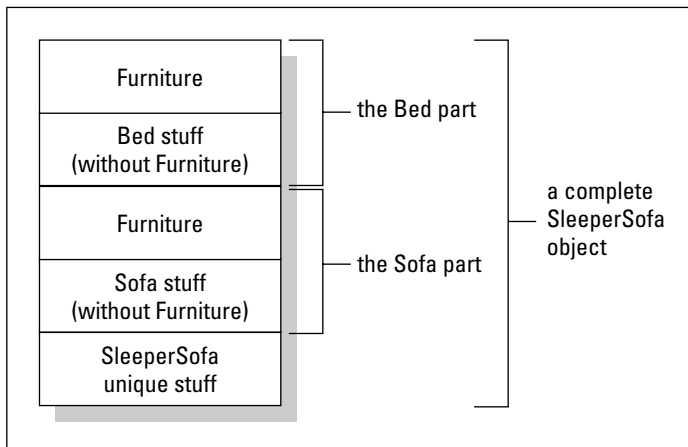 Furniture
Bed stuff
(without Furniture)
the Bed part
Furniture
Sofa stuff
(without Furniture)
the Sofa part
SleeperSofa
unique stuff
a complete
SleeperSofa
object